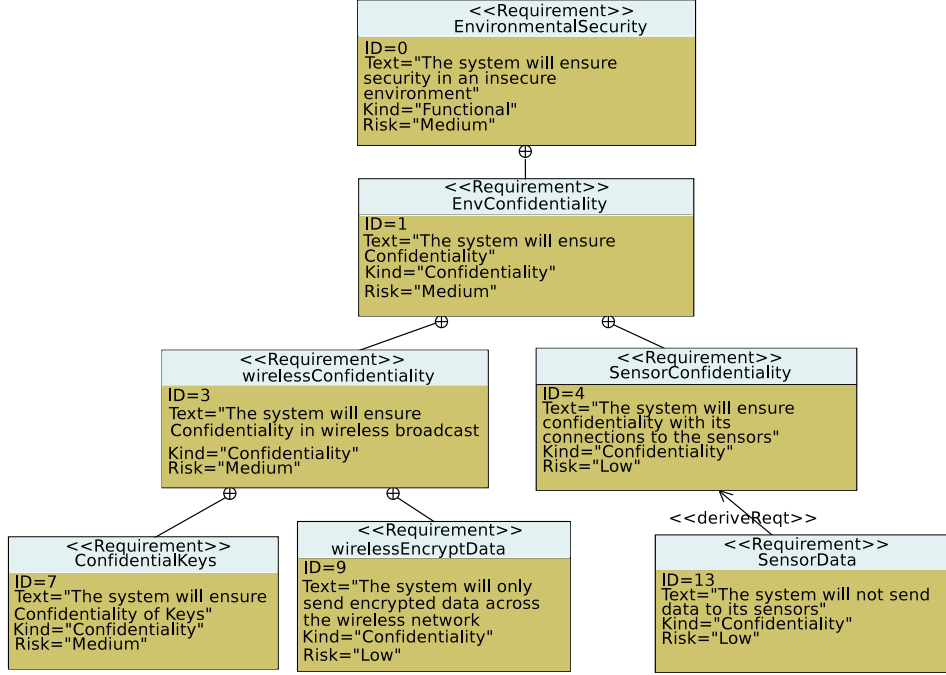 <<Requirement>>
EnvironmentalSecurity
ID=0
Text="The system will ensure
security in an insecure
environment"
Kind="Functional"
Risk="Medium"
<<Requirement>>
EnvConfidentiality
ID=1
Text="The system will ensure
Confidentiality"
Kind="Confidentiality"
Risk="Medium"
<<Requirement>>
wirelessConfidentiality
ID=3
Text="The system will ensure
Confidentiality in wireless broadcast
Kind="Confidentiality"
Risk="Medium"
<<Requirement>>
SensorConfidentiality
ID=4
Text="The system will ensure
confidentiality with its
connections to the sensors"
Kind="Confidentiality"
Risk="Low"
<<deriveReqt>>
<<Requirement>>
ConfidentialKeys
ID=7
Text="The system will ensure
Confidentiality of Keys"
Kind="Confidentiality"
Risk="Medium"
<<Requirement>>
wirelessEncryptData
ID=9
Text="The system will only
send encrypted data across
the wireless network
Kind="Confidentiality"
Risk="Low"
<<Requirement>>
SensorData
ID=13
Text="The system will not send
data to its sensors"
Kind="Confidentiality"
Risk="Low"